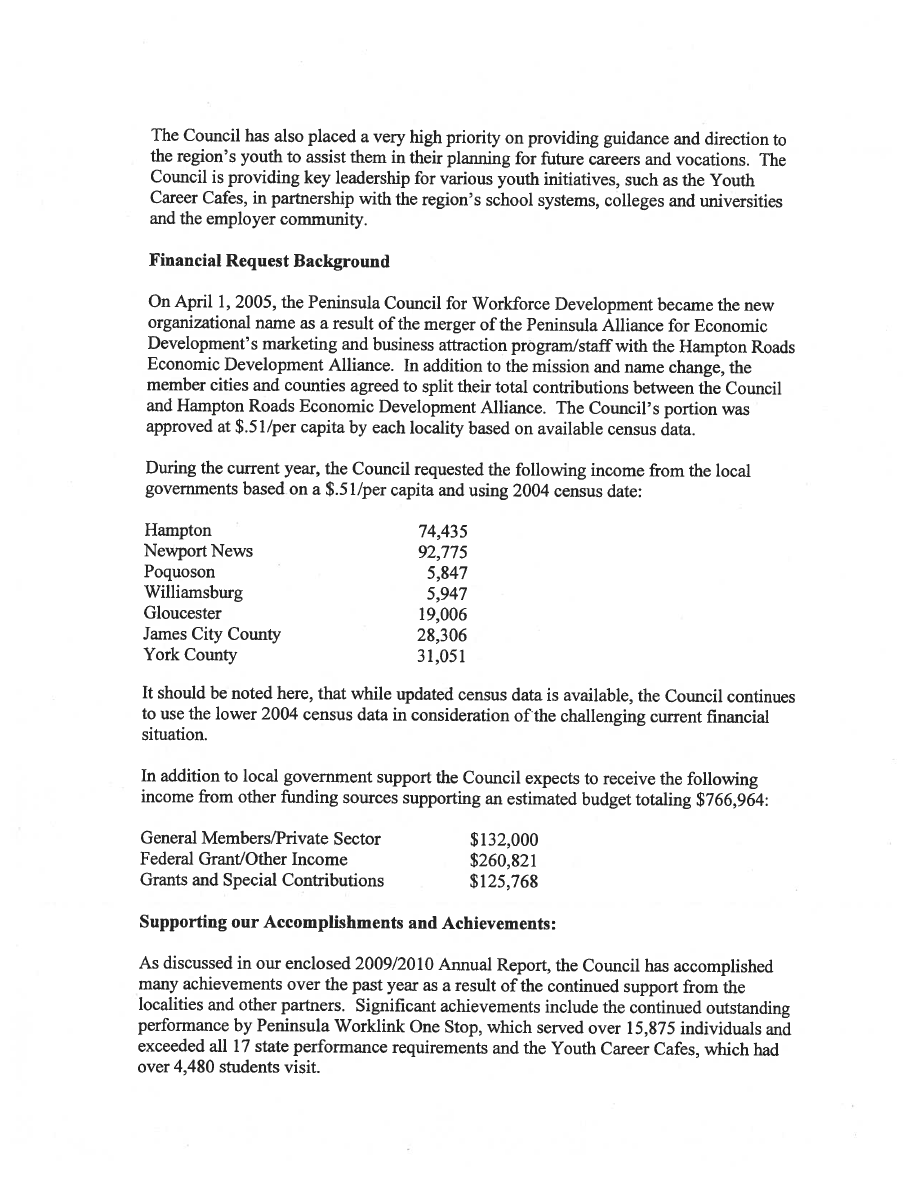 The Council has also placed a very high priority on providing guidance and direction to
the region's youth to assist them in their planning for future careers and vocations. The
Council is providing key leadership for various youth initiatives, such as the Youth
Career Cafes, in partnership with the region's school systems, colleges and universities
and the employer community.
Financial Request Background
On April 1, 2005, the Peninsula Council for Workforce Development became the new
organizational name as a result of the merger of the Peninsula Alliance for Economic
Development's marketing and business attraction program/staff with the Hampton Roads
Economic Development Alliance. In addition to the mission and name change, the
member cities and counties agreed to split their total contributions between the Council
and Hampton Roads Economic Development Alliance. The Council's portion was
approved at $.51/per capita by each locality based on available census data.
During the current year, the Council requested the following income from the local
governments based on a $.51/per capita and using 2004 census date:
Hampton 74,435
Newport News 92,775
Poquoson 5,847
Williamsburg 5,947
Gloucester 19,006
James City County 28,306
York County 31,051
It should be noted here, that while updated census data is available, the Council continues
to use the lower 2004 census data in consideration of the challenging current financial
situation.
In addition to local government support the Council expects to receive the following
income from other funding sources supporting an estimated budget totaling $766,964:
General Members/Private Sector $132,000
Federal Grant/Other Income $260,821
Grants and Special Contributions $125,768
Supporting our Accomplishments and Achievements:
As discussed in our enclosed 2009/2010 Annual Report, the Council has accomplished
many achievements over the past year as a result of the continued support from the
localities and other partners. Significant achievements include the continued outstanding
performance by Peninsula Worklink One Stop, which served over 15,875 individuals and
exceeded all 17 state performance requirements and the Youth Career Cafes, which had
over 4,480 students visit.